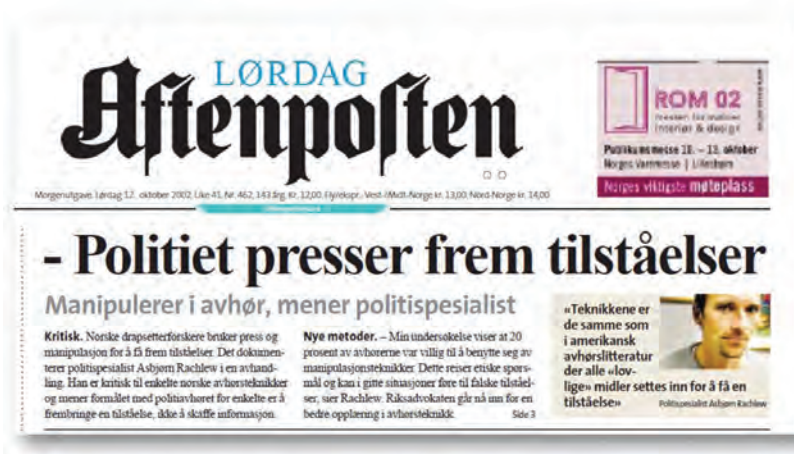 LØRDAG
Aftenposten
Morgenutgave. Lørdag 12. oktober 2002. Uke 41. Nr. 462. 143 årg. Kr. 12,00. Flyrekspr. Vest-/Midt-Norge kr. 13,00. Nord-Norge kr. 14,00
ROM 02
messen for moderne
interiør & design
Publikumsmesse 10. – 13. oktober
Norges Varemesse | Lillestrøm
Norges viktigste møteplass
- Politiet presser frem tilståelser
Manipulerer i avhør, mener politispesialist
Kritisk. Norske drapsetterforskere bruker press og
manipulasjon for å få frem tilståelser. Det dokumen-
terer politispesialist Asbjørn Rachlew i en avhand-
ling. Han er kritisk til enkelte norske avhørsteknikker
og mener formålet med politiavhøret for enkelte er å
frembringe en tilståelse, ikke å skaffe informasjon.
Nye metoder. – Min undersøkelse viser at 20
prosent av avhørerne var villig til å benytte seg av
manipulasjonsteknikker. Dette reiser etiske spørs-
mål og kan i gitte situasjoner føre til falske tilståel-
ser, sier Rachlew. Riksadvokaten går nå inn for en
bedre opplæring i avhørsteknikk. Side 3
«Teknikkene er
de samme som
i amerikansk
avhørslitteratur
der alle «lov-
lige» midler settes inn for å få en
tilståelse»
Politispesialist Asbjørn Rachlew